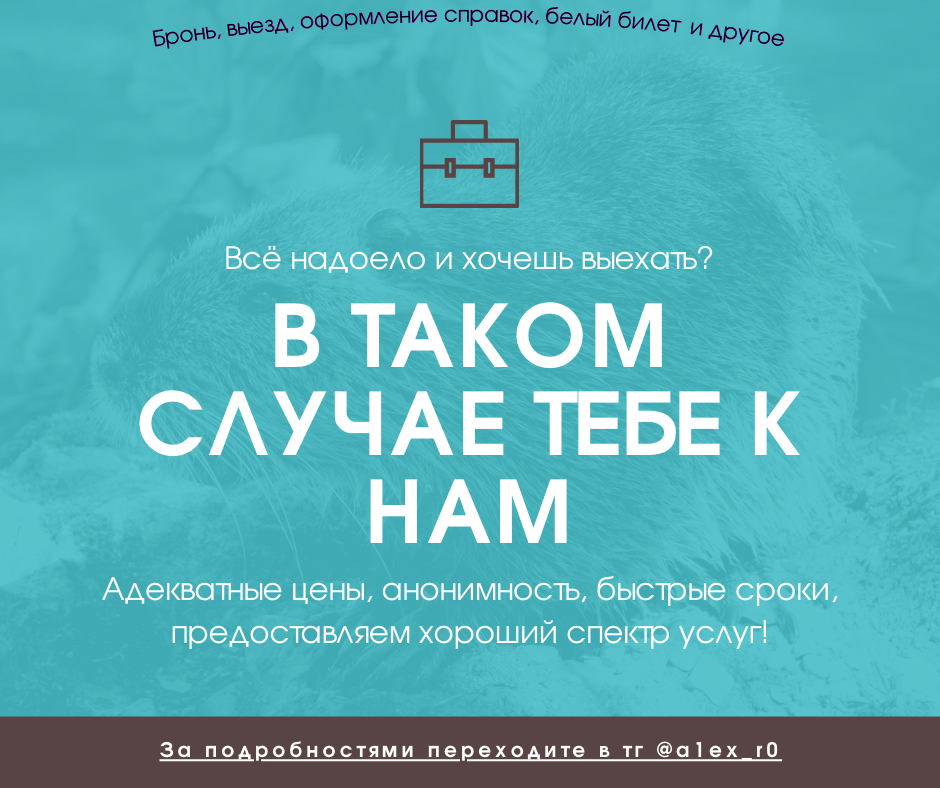 Бронь, выезд, оформление справок, белый билет и другое
Всё надоело и хочешь выехать?
В ТАКОМ
СЛУЧАЕ ТЕБЕ К
НАМ
Адекватные цены, анонимность, быстрые сроки,
предоставляем хороший спектр услуг!
За подробностями переходите в тг @a1ex_r0